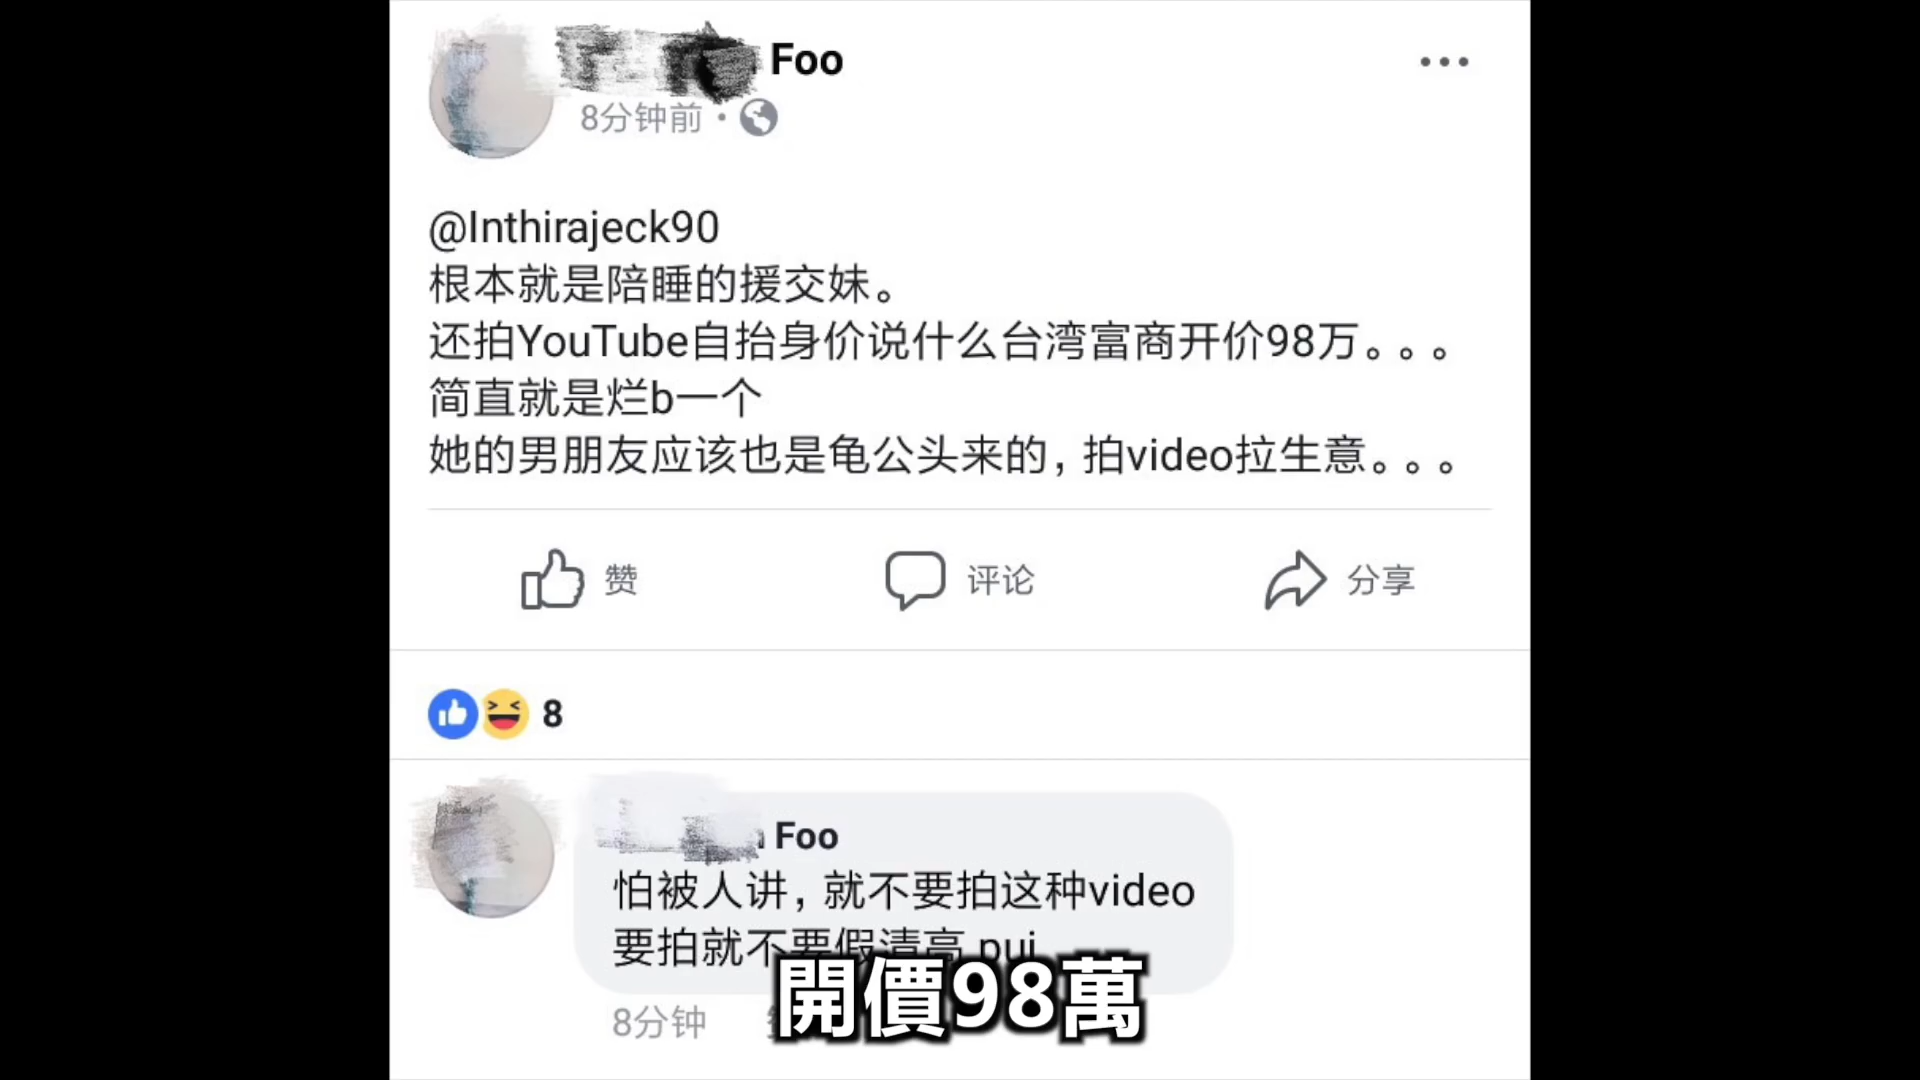 Foo
8分钟前
@Inthirajeck90
根本就是陪睡的援交妹。
还拍YouTube自抬身价说什么台湾富商开价98万。。。
简直就是烂b一个
她的男朋友应该也是龟公头来的，拍video拉生意。。。
赞
评论
分享
8
Foo
怕被人讲，就不要拍这种video
要拍就不要假清高 pui
8分钟
開價98萬